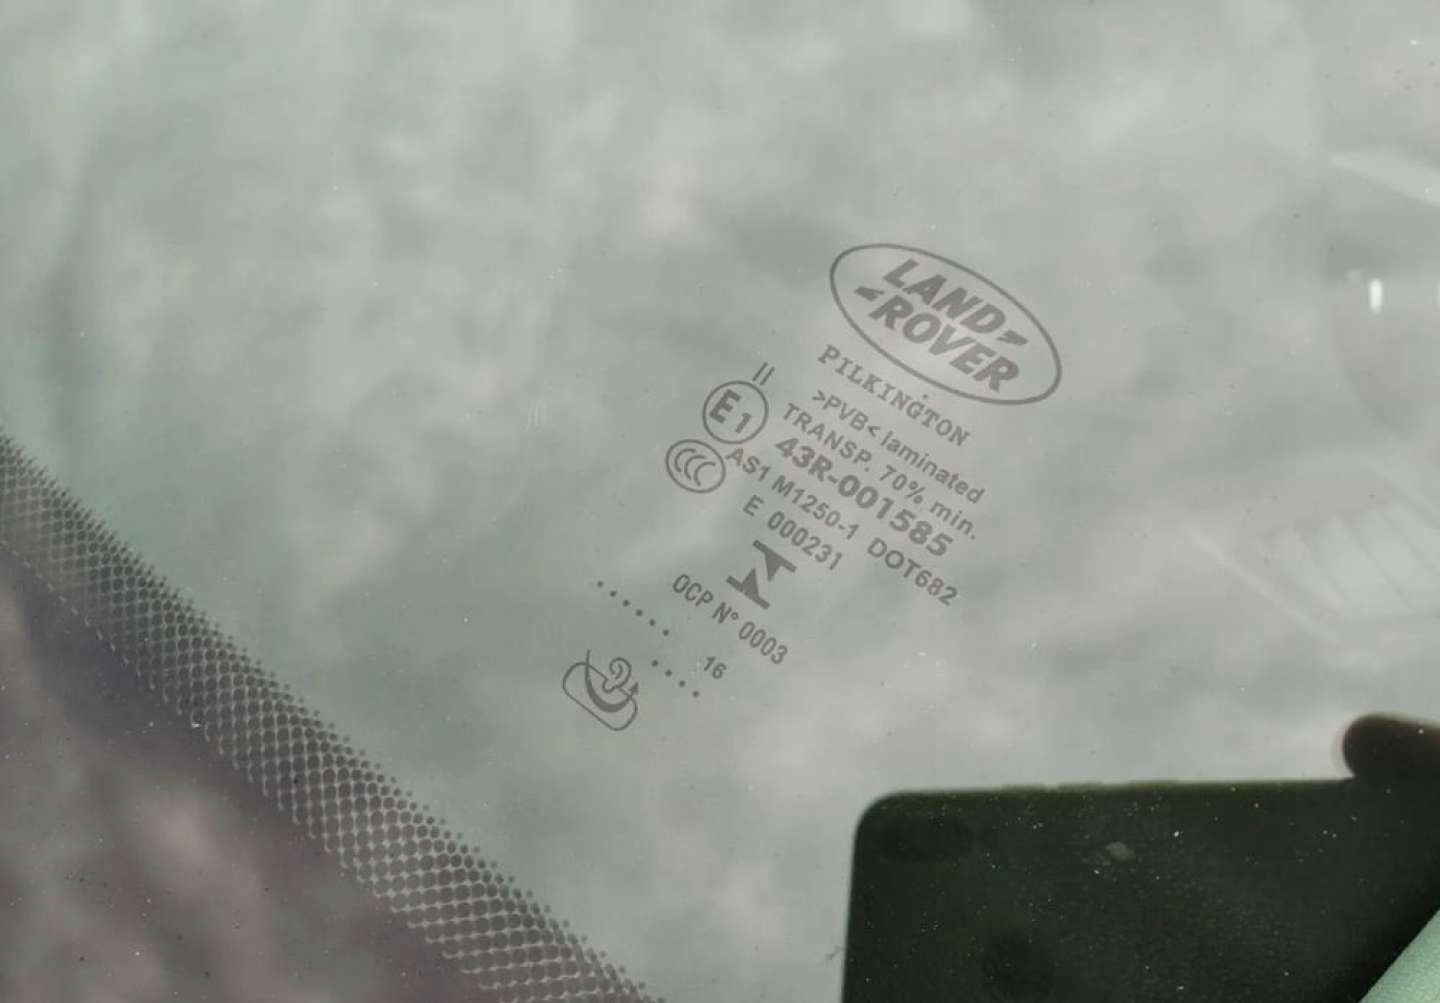 LAND
ROVER
PILKINGTON
>PVB< laminated
II
TRANSP. 70% min.
E1 43R-001585
CCC AS1 M1250-1 DOT682
E 000231
OCP N° 0003
...... 16 ....